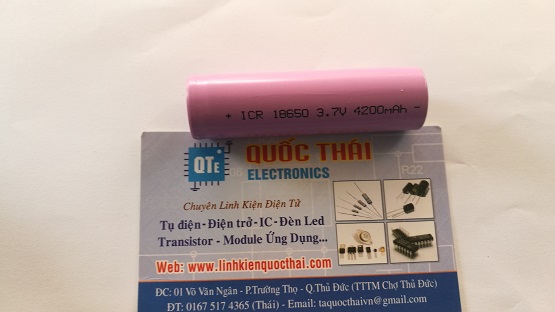 + ICR 18650 3.7V 4200mAh -
QTE
QUỐC THÁI
ELECTRONICS
R22
Chuyên Linh Kiện Điện Tử
Tụ điện-Điện trở-IC-Đèn Led
Transistor - Module Ứng Dụng...
Web: www.linhkienquocthai.com
ĐC: 01 Võ Văn Ngân - P.Trường Thọ - Q.Thủ Đức (TTTM Chợ Thủ Đức)
ĐT: 0167 517 4365 (Thái) - Email: taquocthaivn@gmail.com